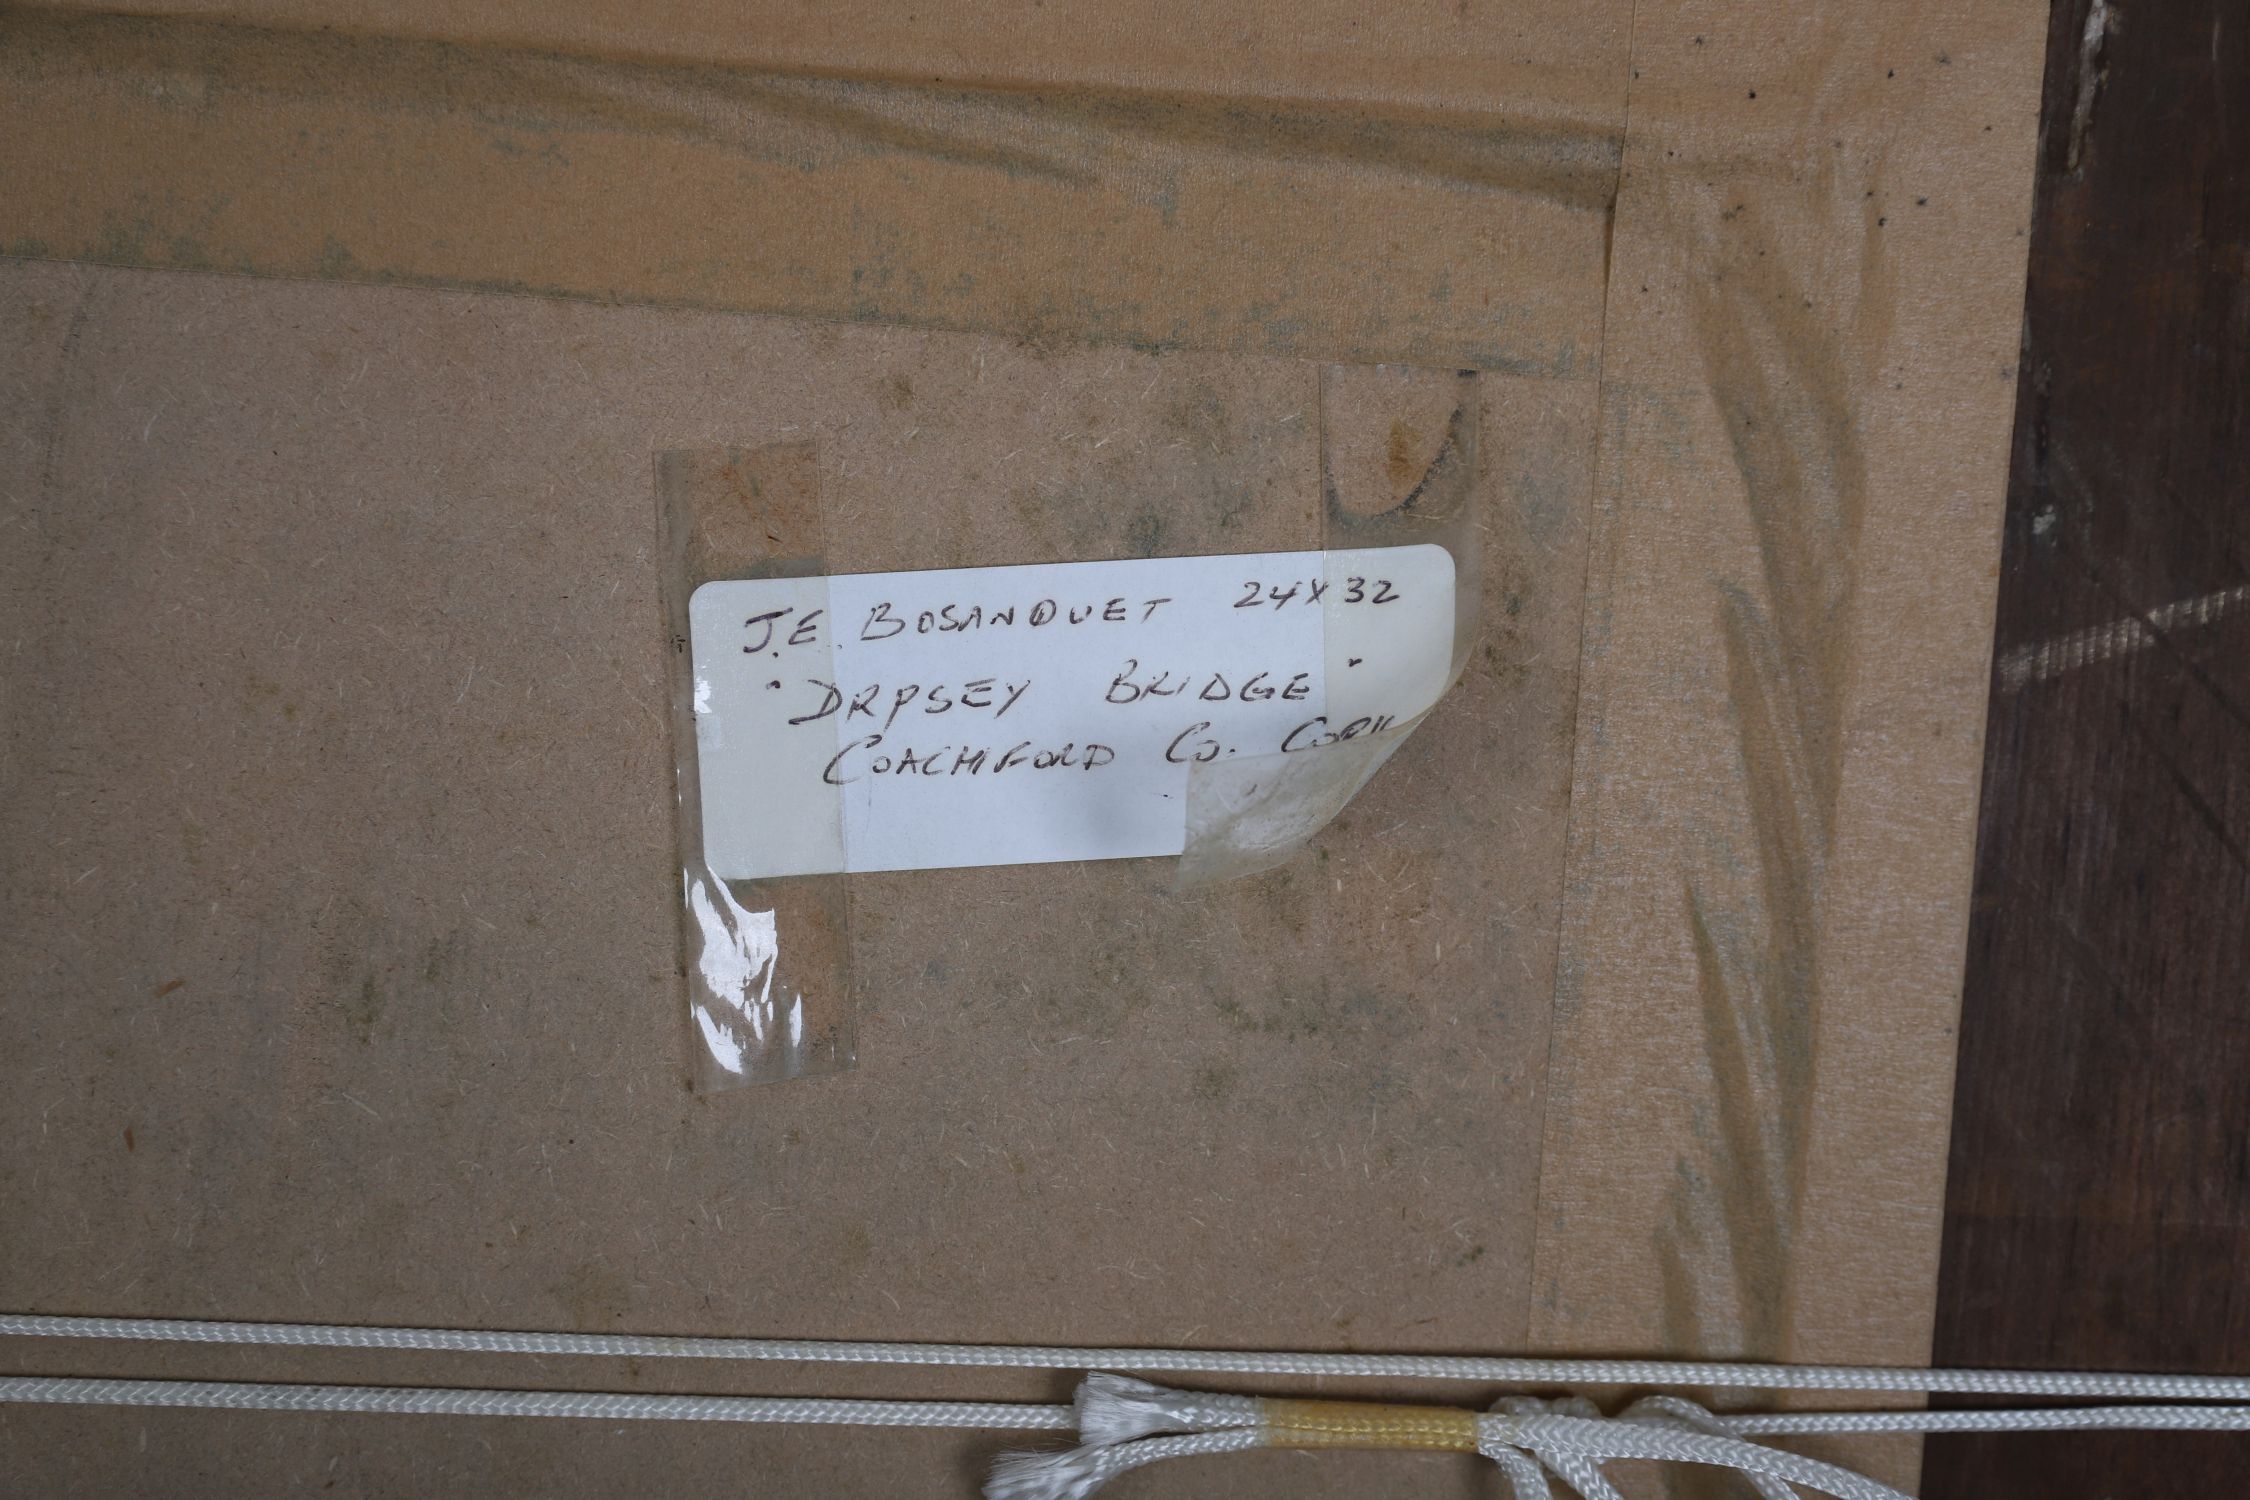 J.E. BOSANQUET 24X32
"DRPSEY BRIDGE"
COACHFORD CO. CORK